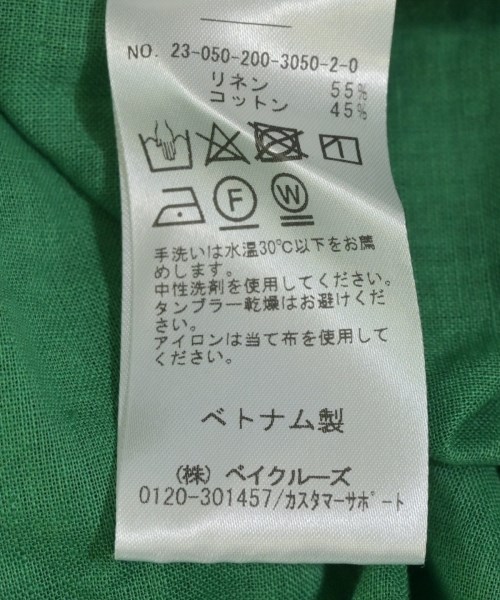 NO. 23-050-200-3050-2-0
リネン 55%
コットン 45%
F W
手洗いは水温30℃以下をお薦
めします。
中性洗剤を使用してください。
タンブラー乾燥はお避けくだ
さい。
アイロンは当て布を使用して
ください。
ベトナム製
(株) ベイクルーズ
0120-301457/カスタマーサポート